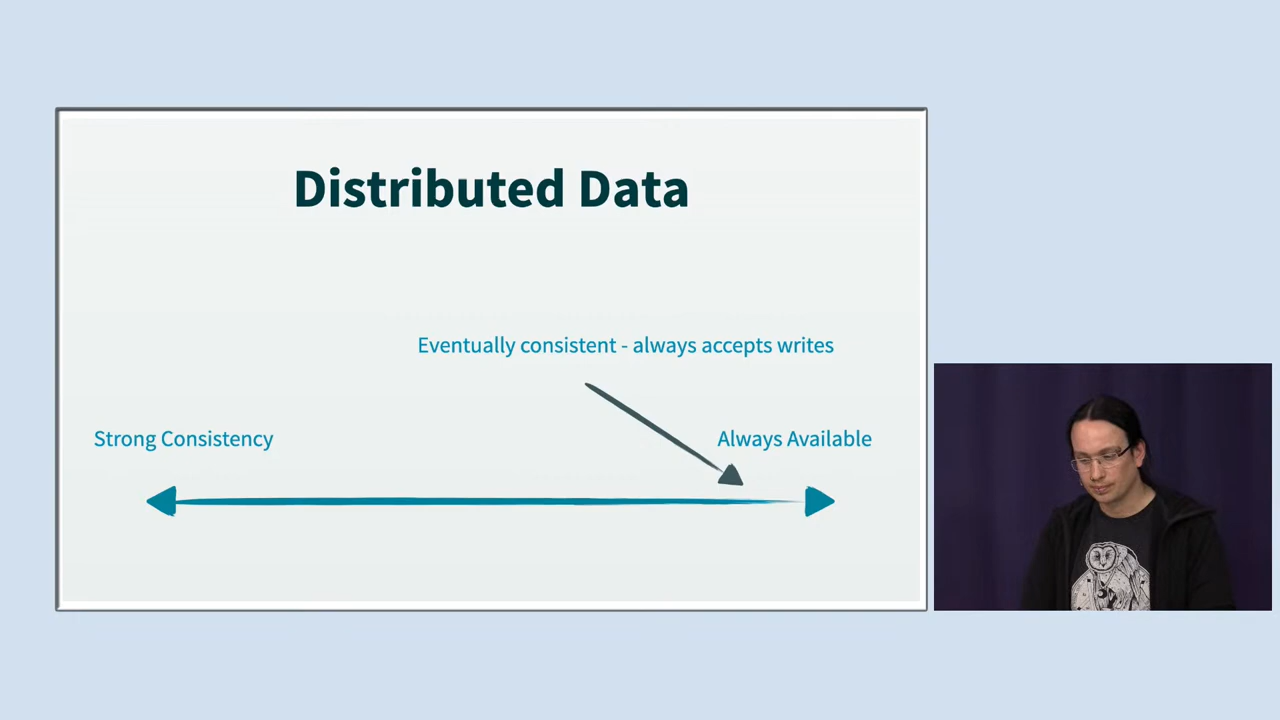 Distributed Data
Eventually consistent - always accepts writes
Strong Consistency
Always Available